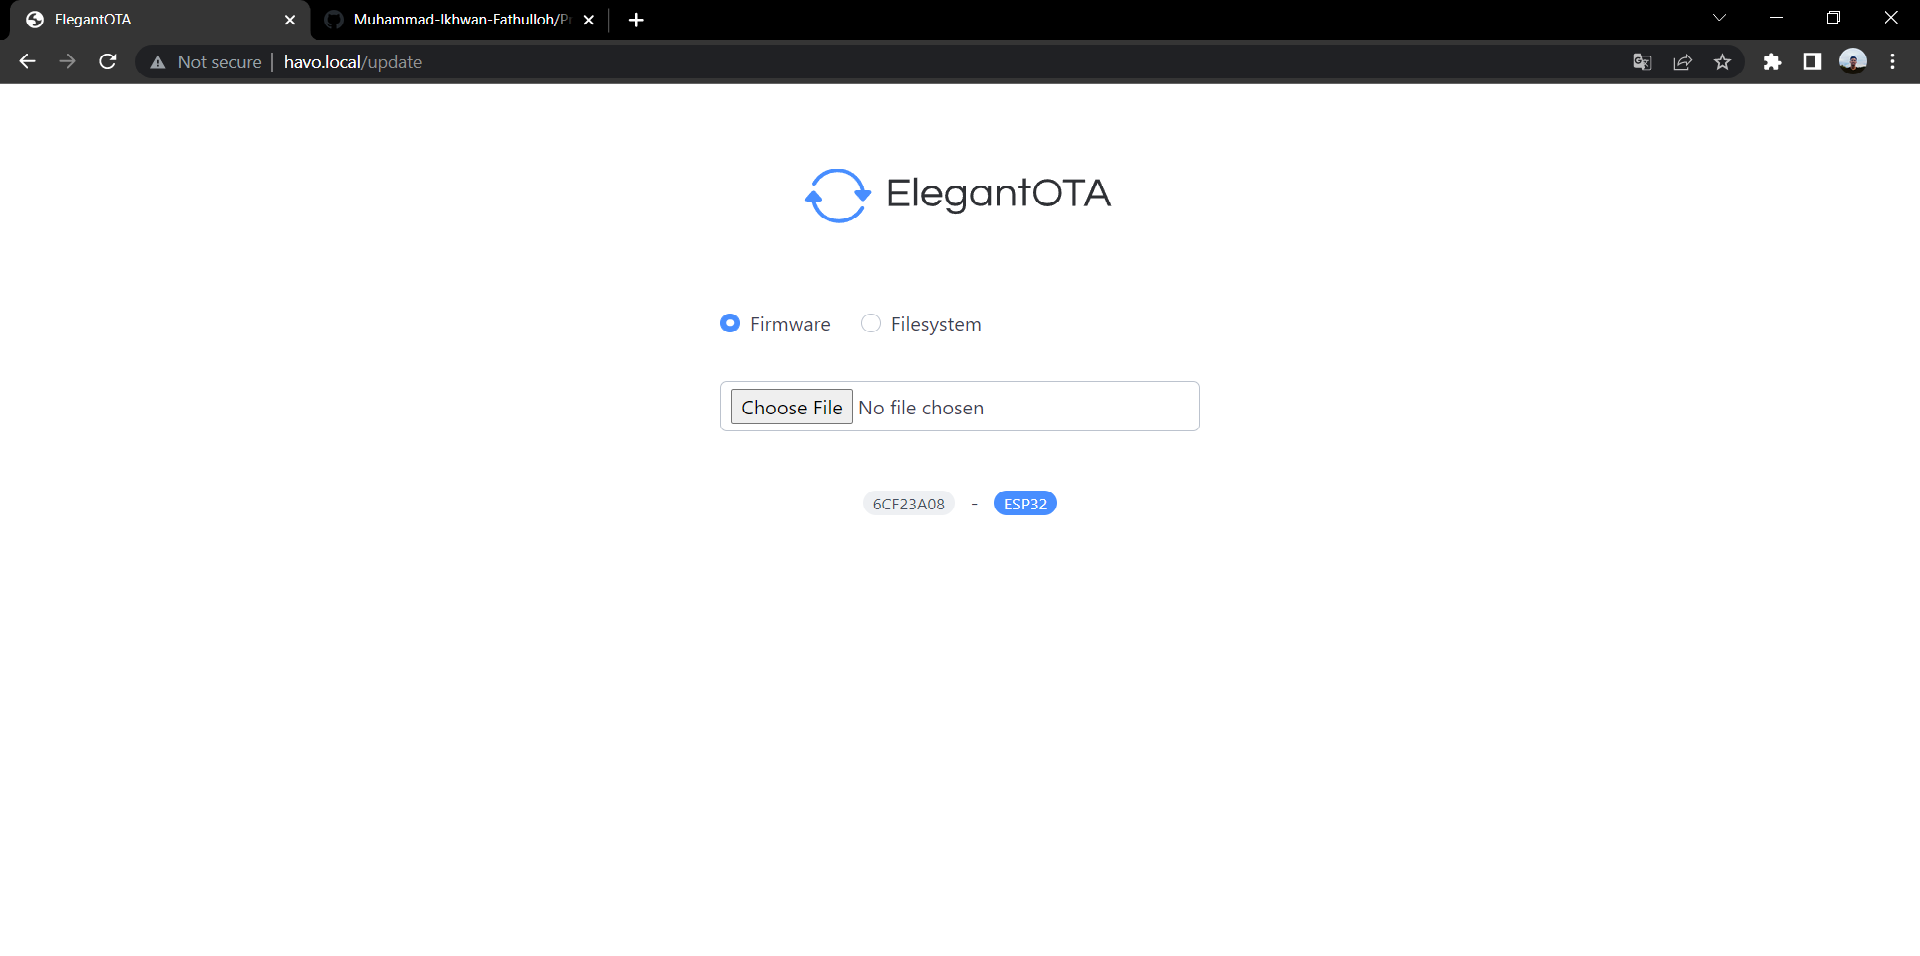 ElegantOTA
Muhammad-Ikhwan-Fathulloh/P
Not secure | havo.local/update
ElegantOTA
Firmware Filesystem
Choose File No file chosen
6CF23A08 - ESP32